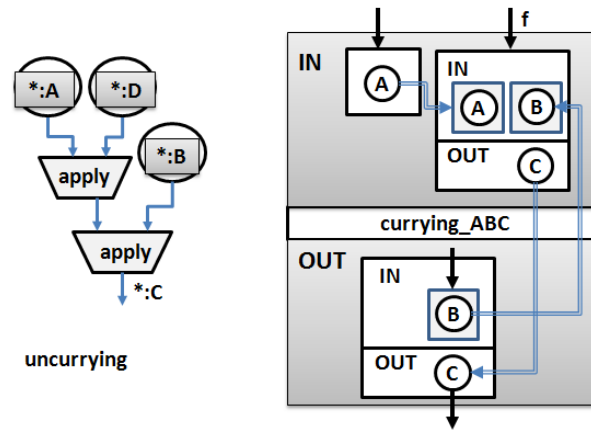 *:A
*:D
*:B
apply
apply
*:C
uncurrying
f
IN
A
IN
A
B
OUT
C
currying_ABC
OUT
IN
B
OUT
C